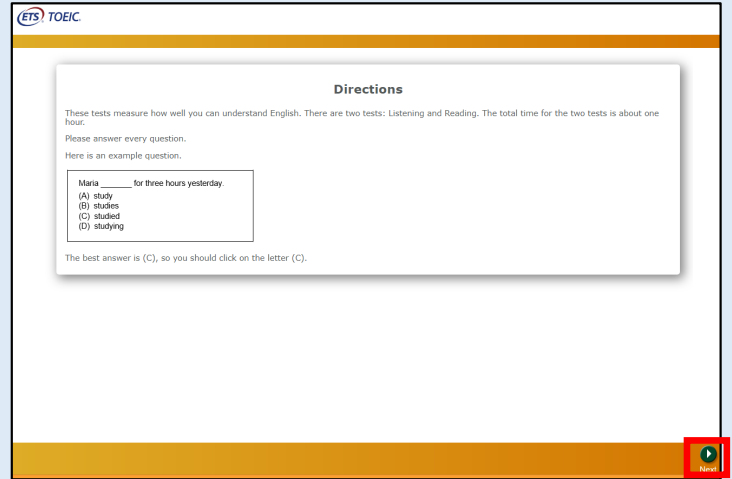 ETS TOEIC.
Directions
These tests measure how well you can understand English. There are two tests: Listening and Reading. The total time for the two tests is about one
hour.
Please answer every question.
Here is an example question.
Maria _______ for three hours yesterday.
(A) study
(B) studies
(C) studied
(D) studying
The best answer is (C), so you should click on the letter (C).
Next